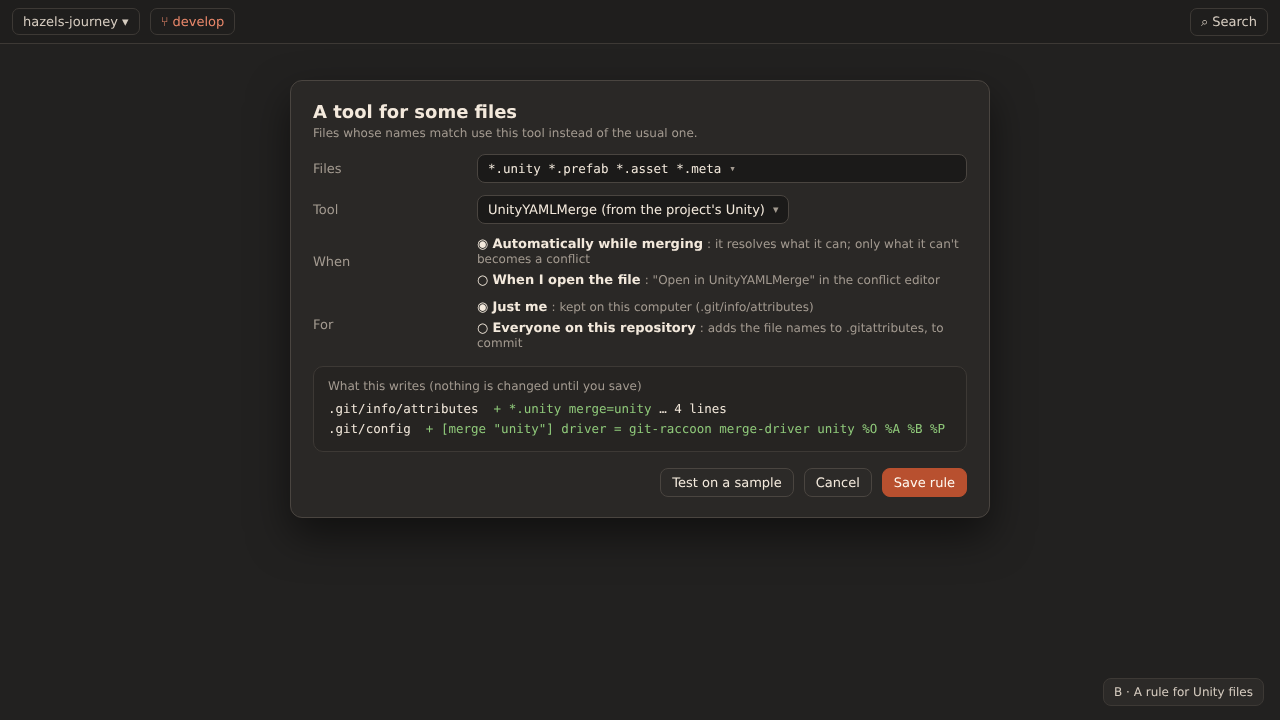 hazels-journey ▾
⑂ develop
⌕ Search
A tool for some files
Files whose names match use this tool instead of the usual one.
Files
*.unity *.prefab *.asset *.meta ▾
Tool
UnityYAMLMerge (from the project's Unity) ▾
When
◉ Automatically while merging : it resolves what it can; only what it can't
becomes a conflict
○ When I open the file : "Open in UnityYAMLMerge" in the conflict editor
For
◉ Just me : kept on this computer (.git/info/attributes)
○ Everyone on this repository : adds the file names to .gitattributes, to
commit
What this writes (nothing is changed until you save)
.git/info/attributes + *.unity merge=unity … 4 lines
.git/config + [merge "unity"] driver = git-raccoon merge-driver unity %O %A %B %P
Test on a sample
Cancel
Save rule
B · A rule for Unity files